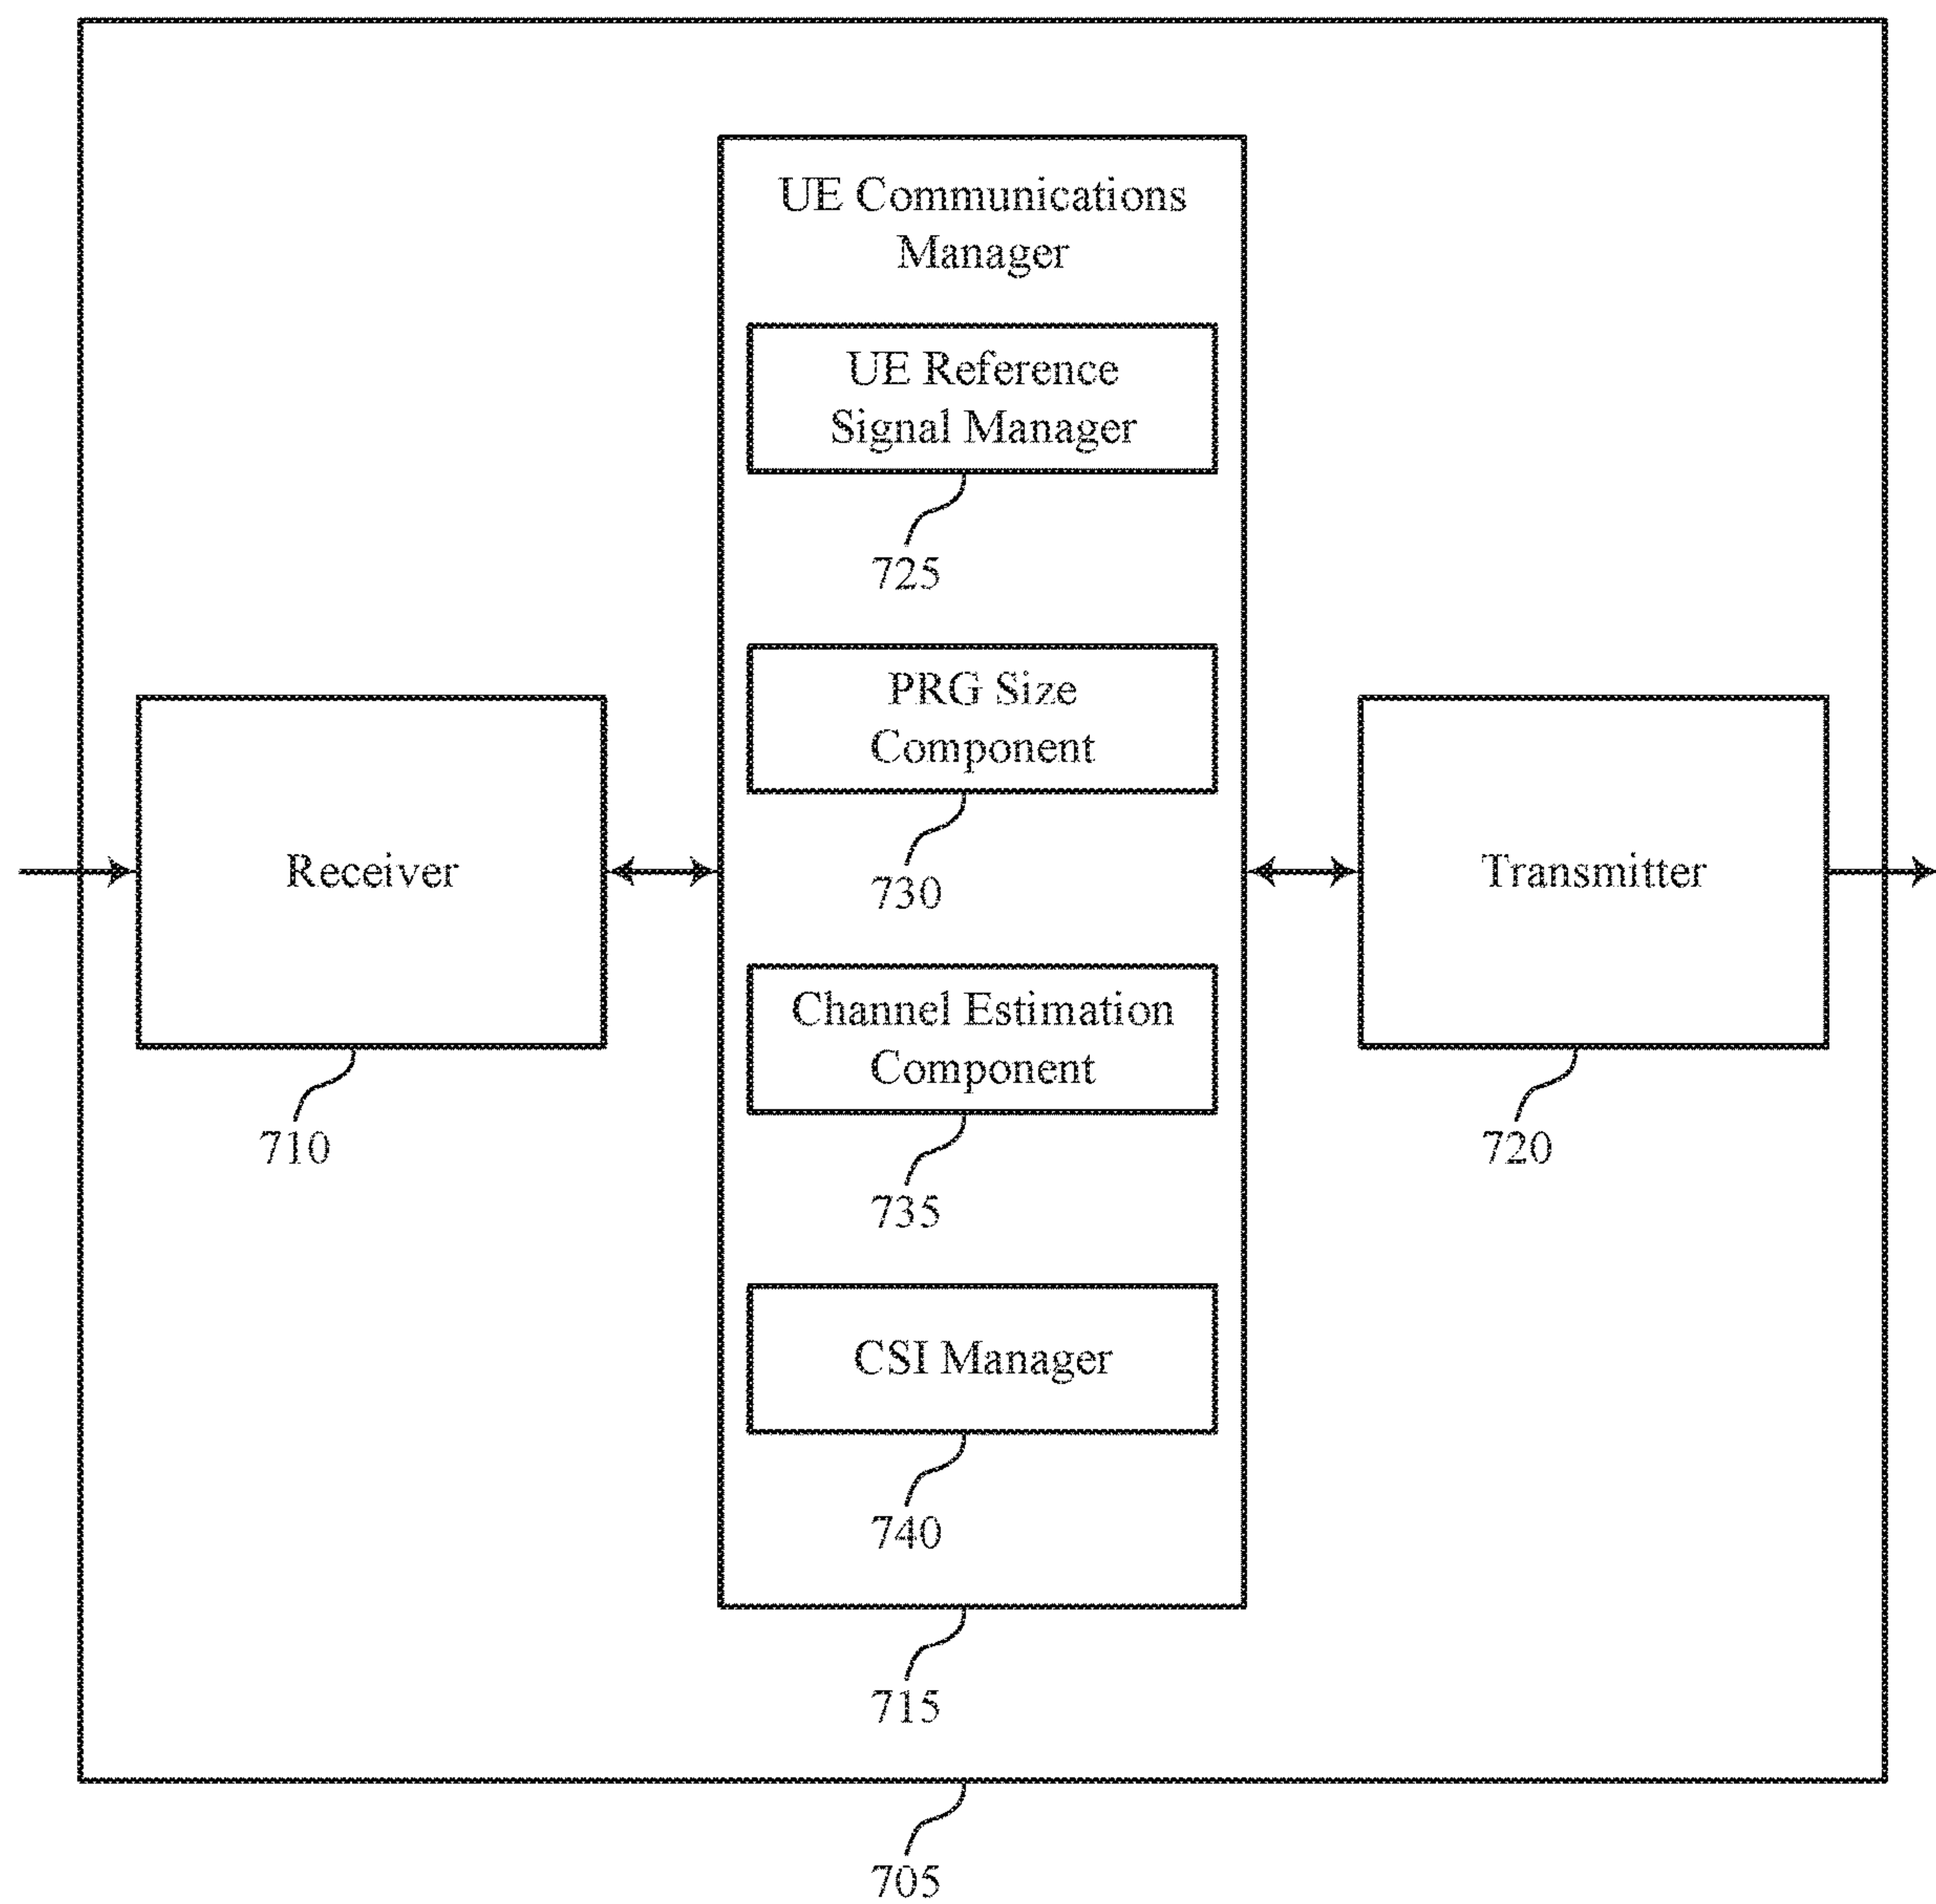 UE Communications
Manager
UE Reference
Signal Manager
725
PRG Size
Component
730
Receiver
710
Transmitter
720
Channel Estimation
Component
735
CSI Manager
740
715
705